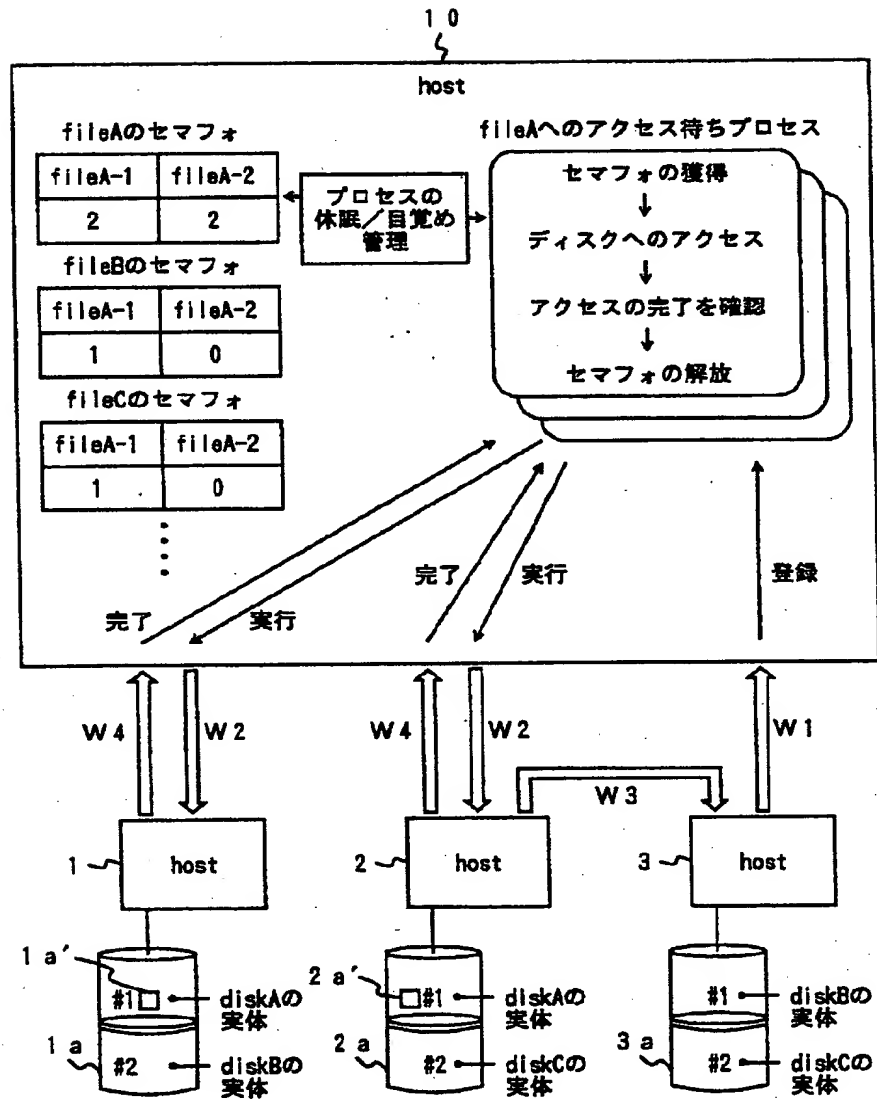 10
host
fileAのセマフォ
fileA-1 fileA-2
2 2
fileBのセマフォ
fileA-1 fileA-2
1 0
fileCのセマフォ
fileA-1 fileA-2
1 0
プロセスの
休眠/目覚め
管理
fileAへのアクセス待ちプロセス
セマフォの獲得
ディスクへのアクセス
アクセスの完了を確認
セマフォの解放
完了
実行
完了
実行
登録
W4
W2
W4
W2
W3
W1
1
host
2
host
3
host
1a′
#1
diskAの
実体
1a
#2
diskBの
実体
2a′
#1
diskAの
実体
2a
#2
diskCの
実体
#1
diskBの
実体
3a
#2
diskCの
実体